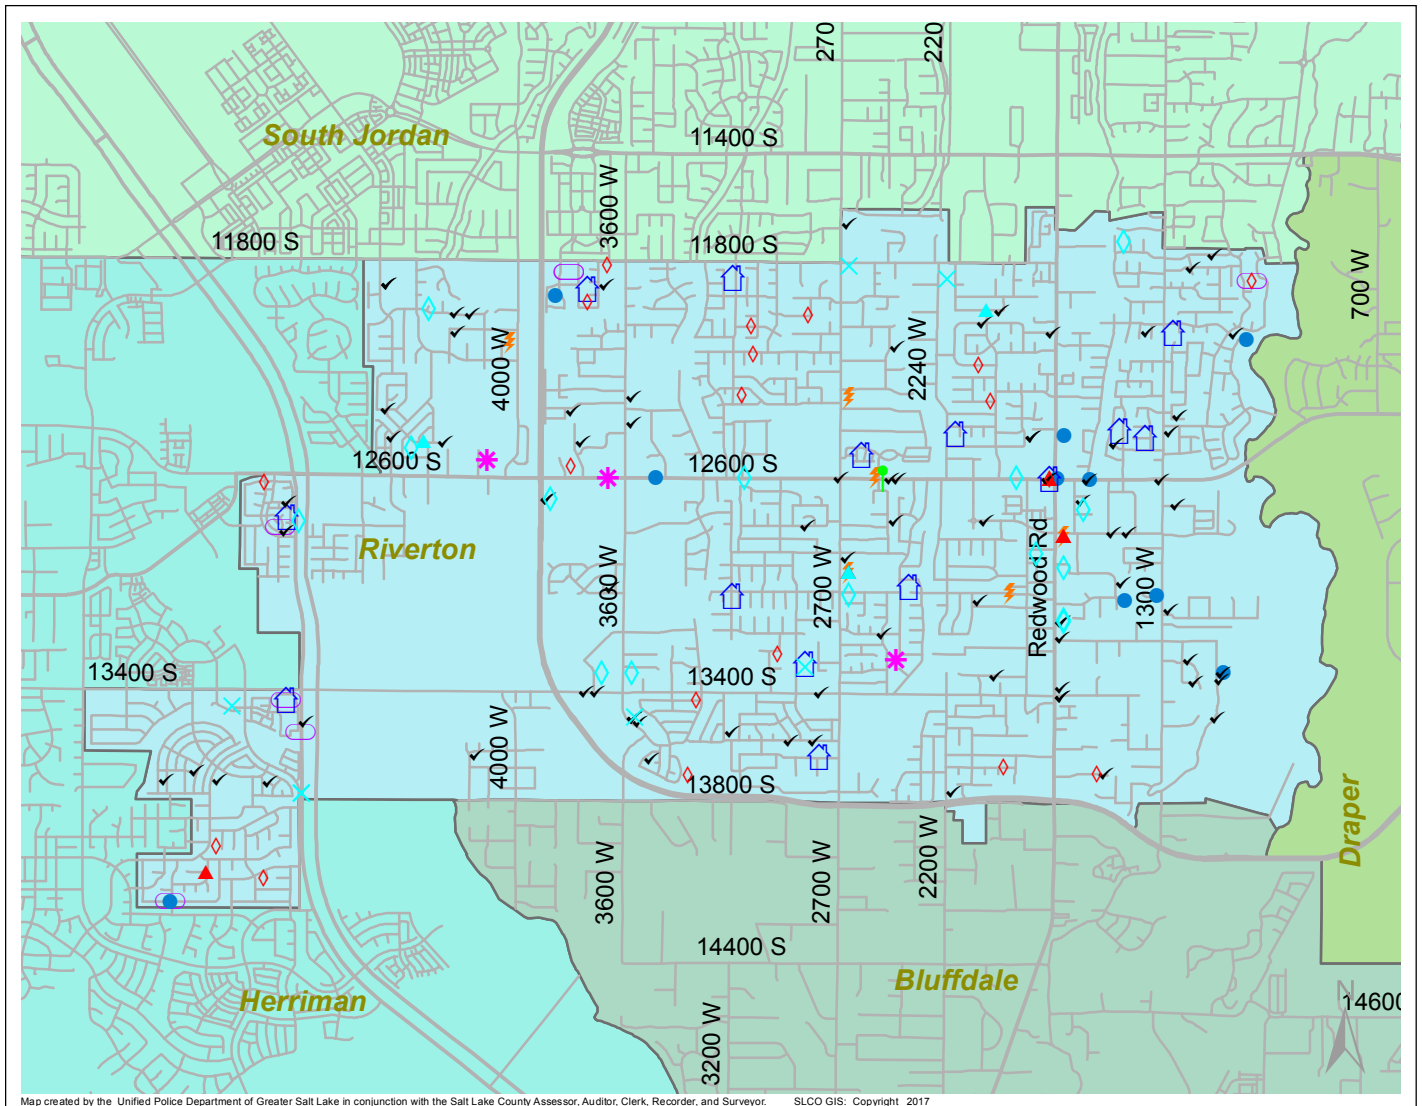 270
220
South Jordan
11400 S
3600 W
11800 S
11800 S
700 W
4000 W
2240 W
12600 S
12600 S
Riverton
Redwood Rd
3600 W
2700 W
1300 W
13400 S
13400 S
4000 W
13800 S
Draper
3600 W
2700 W
2200 W
14400 S
Bluffdale
Herriman
14600
3200 W
Map created by the Unified Police Department of Greater Salt Lake in conjunction with the Salt Lake County Assessor, Auditor, Clerk, Recorder, and Surveyor. SLCO GIS: Copyright 2017